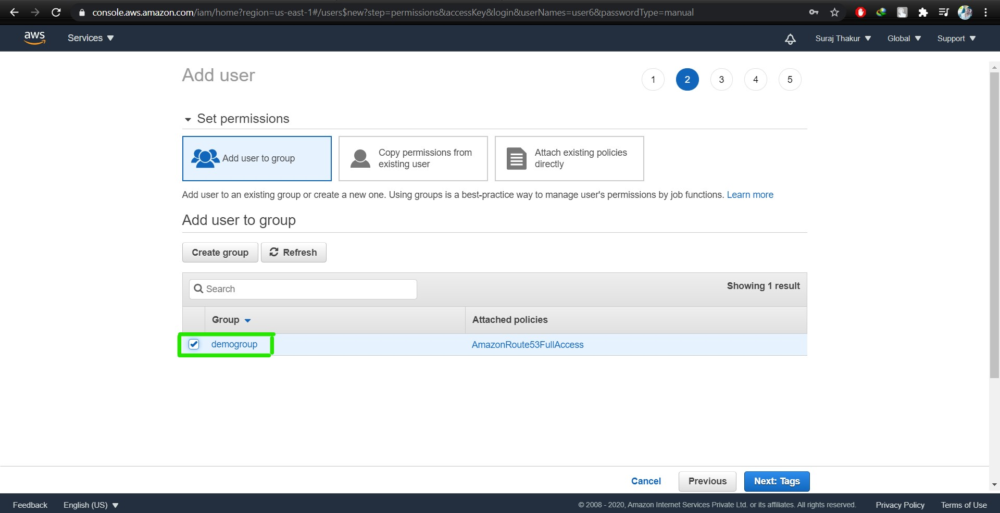 console.aws.amazon.com/iam/home?region=us-east-1#/users$new?step=permissions&accessKey&login&userNames=user6&passwordType=manual
aws
Services
Suraj Thakur
Global
Support
Add user
1
2
3
4
5
Set permissions
Add user to group
Copy permissions from
existing user
Attach existing policies
directly
Add user to an existing group or create a new one. Using groups is a best-practice way to manage user's permissions by job functions. Learn more
Add user to group
Create group
Refresh
Search
Showing 1 result
Group
Attached policies
demogroup
AmazonRoute53FullAccess
Cancel
Previous
Next: Tags
Feedback
English (US)
© 2008 - 2020, Amazon Internet Services Private Ltd. or its affiliates. All rights reserved.
Privacy Policy
Terms of Use